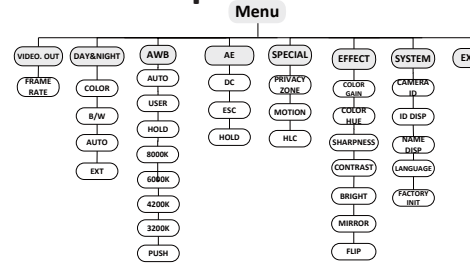 Menu
VIDEO. OUT
DAY&NIGHT
AWB
AE
SPECIAL
EFFECT
SYSTEM
FRAME
RATE
COLOR
B/W
AUTO
EXT
AUTO
USER
HOLD
8000K
6000K
4200K
3200K
PUSH
DC
ESC
HOLD
PRIVACY
ZONE
MOTION
HLC
COLOR
GAIN
COLOR
HUE
SHARPNESS
CONTRAST
BRIGHT
MIRROR
FLIP
CAMERA
ID
ID DISP
NAME
DISP
LANGUAGE
FACTORY
INIT